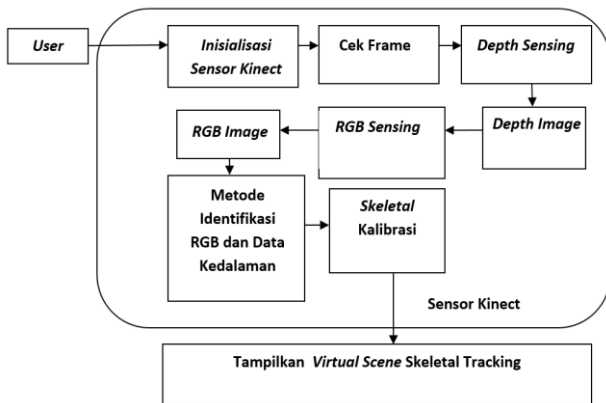 User
Inisialisasi
Sensor Kinect
Cek Frame
Depth Sensing
Depth Image
RGB Sensing
RGB Image
Metode
Identifikasi
RGB dan Data
Kedalaman
Skeletal
Kalibrasi
Sensor Kinect
Tampilkan Virtual Scene Skeletal Tracking